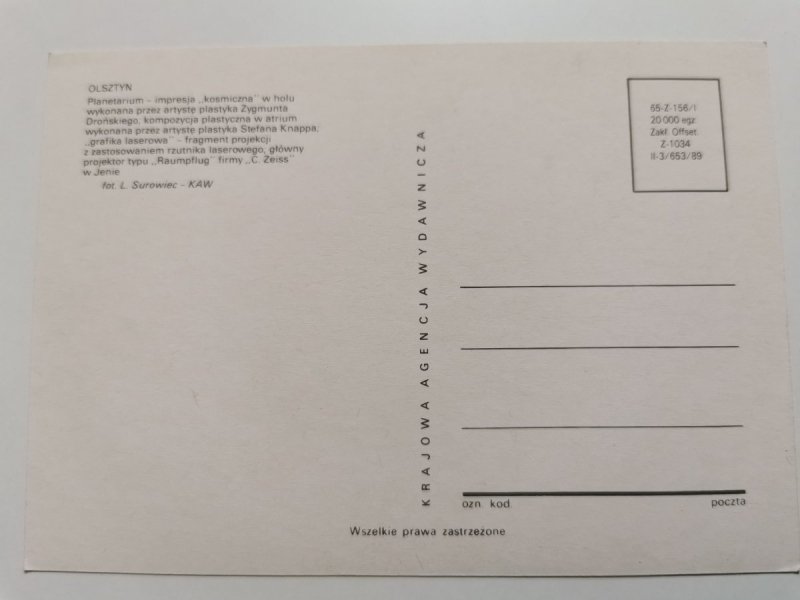 OLSZTYN
Planetarium - impresja ,,kosmiczna" w holu
wykonana przez artystę plastyka Zygmunta
Drońskiego, kompozycja plastyczna w atrium
wykonana przez artystę plastyka Stefana Knappa,
,,grafika laserowa" - fragment projekcji
z zastosowaniem rzutnika laserowego, główny
projektor typu ,,Raumpflug" firmy ,,C. Zeiss"
w Jenie
fot. L. Surowiec - KAW
KRAJOWA AGENCJA WYDAWNICZA
65-Z-156/I
20 000 egz.
Zakł. Offset.
Z-1034
II-3/653/89
ozn. kod poczta
Wszelkie prawa zastrzeżone